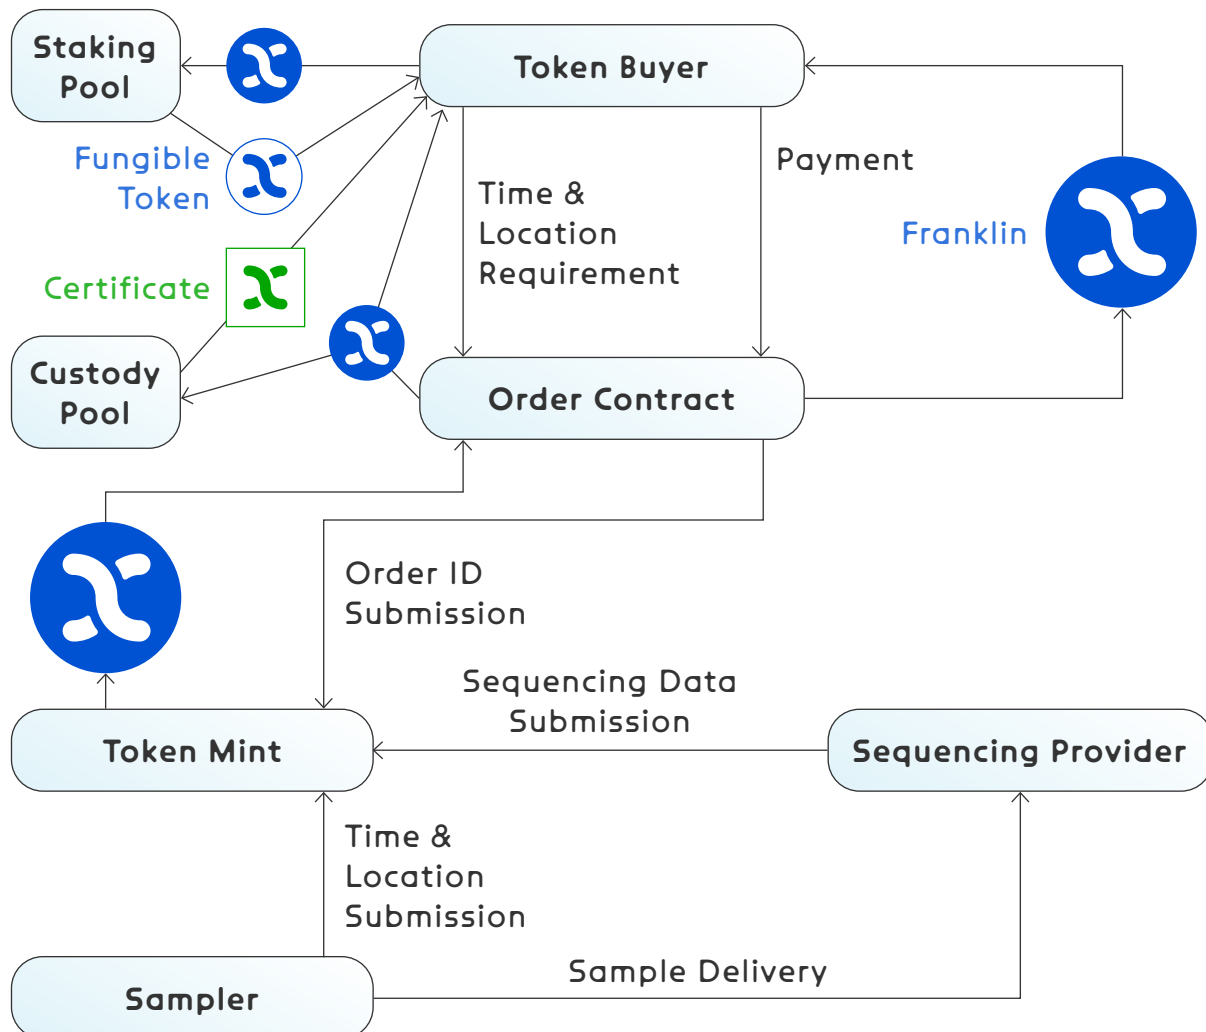 Staking
Pool
Token Buyer
Fungible
Token
Payment
Time &
Location
Requirement
Franklin
Certificate
Custody
Pool
Order Contract
Order ID
Submission
Sequencing Data
Submission
Token Mint
Sequencing Provider
Time &
Location
Submission
Sample Delivery
Sampler